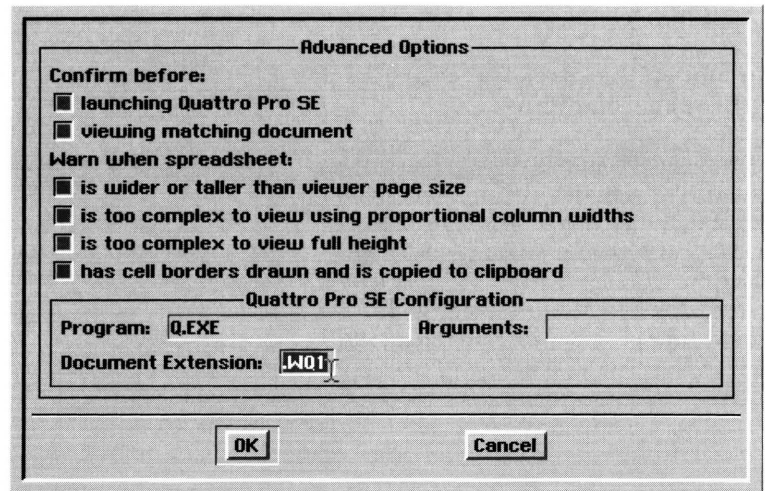 Advanced Options
Confirm before:
launching Quattro Pro SE
viewing matching document
Warn when spreadsheet:
is wider or taller than viewer page size
is too complex to view using proportional column widths
is too complex to view full height
has cell borders drawn and is copied to clipboard
Quattro Pro SE Configuration
Program: Q.EXE Arguments:
Document Extension: .WQ1
OK Cancel